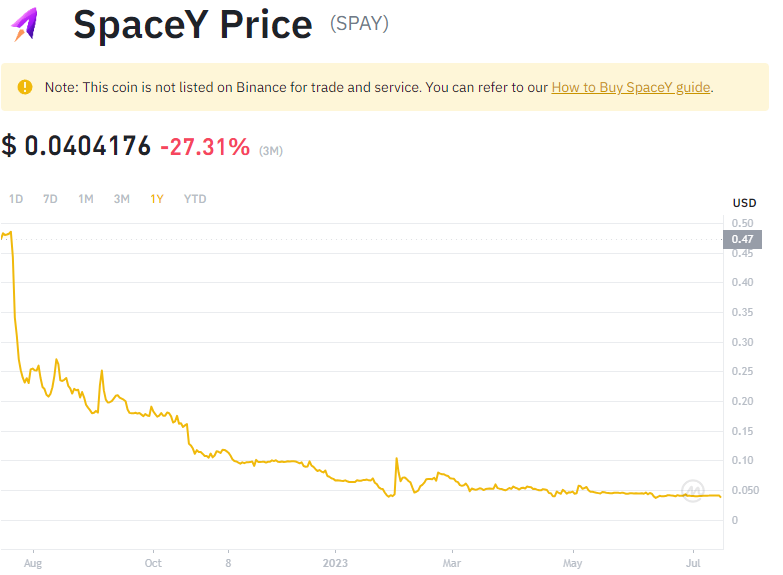 SpaceY Price (SPAY)
Note: This coin is not listed on Binance for trade and service. You can refer to our How to Buy SpaceY guide.
$ 0.0404176 -27.31% (3M)
1D 7D 1M 3M 1Y YTD
USD
0.50
0.47
0.45
0.40
0.35
0.30
0.25
0.20
0.15
0.10
0.050
0
Aug Oct 8 2023 Mar May Jul